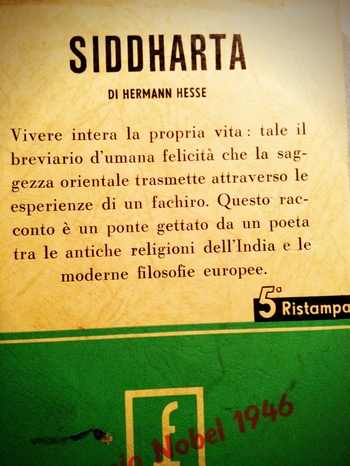 SIDDHARTA
DI HERMANN HESSE
Vivere intera la propria vita : tale il
breviario d'umana felicità che la sag-
gezza orientale trasmette attraverso le
esperienze di un fachiro. Questo rac-
conto è un ponte gettato da un poeta
tra le antiche religioni dell'India e le
moderne filosofie europee.
5ª Ristampa
f
Nobel 1946